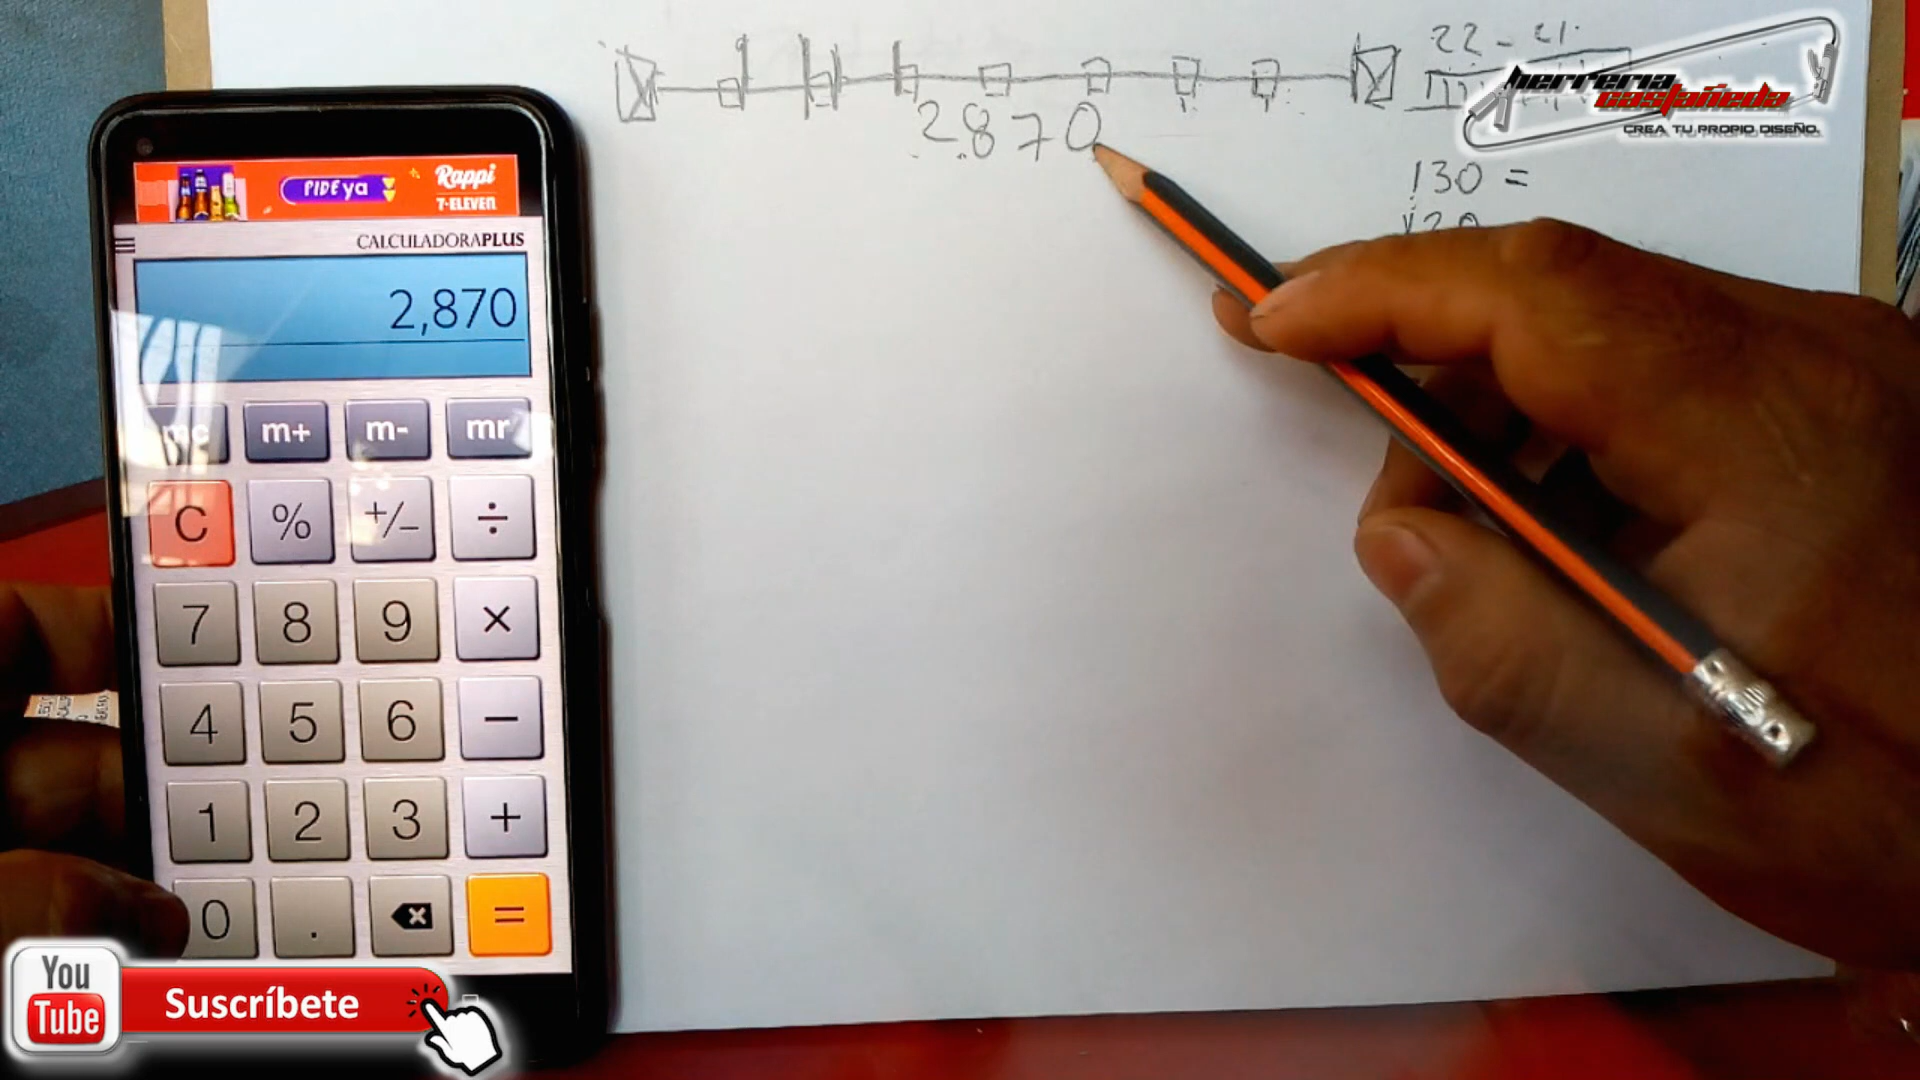 22 - 21
herreria
castañeda
CREA TU PROPIO DISEÑO.
2870
130 =
120
PIDE ya
Rappi
7-ELEVEN
CALCULADORAPLUS
2,870
mc m+ m- mr
C % +/- ÷
7 8 9 ×
4 5 6 −
1 2 3 +
0 . =
You
Tube
Suscríbete